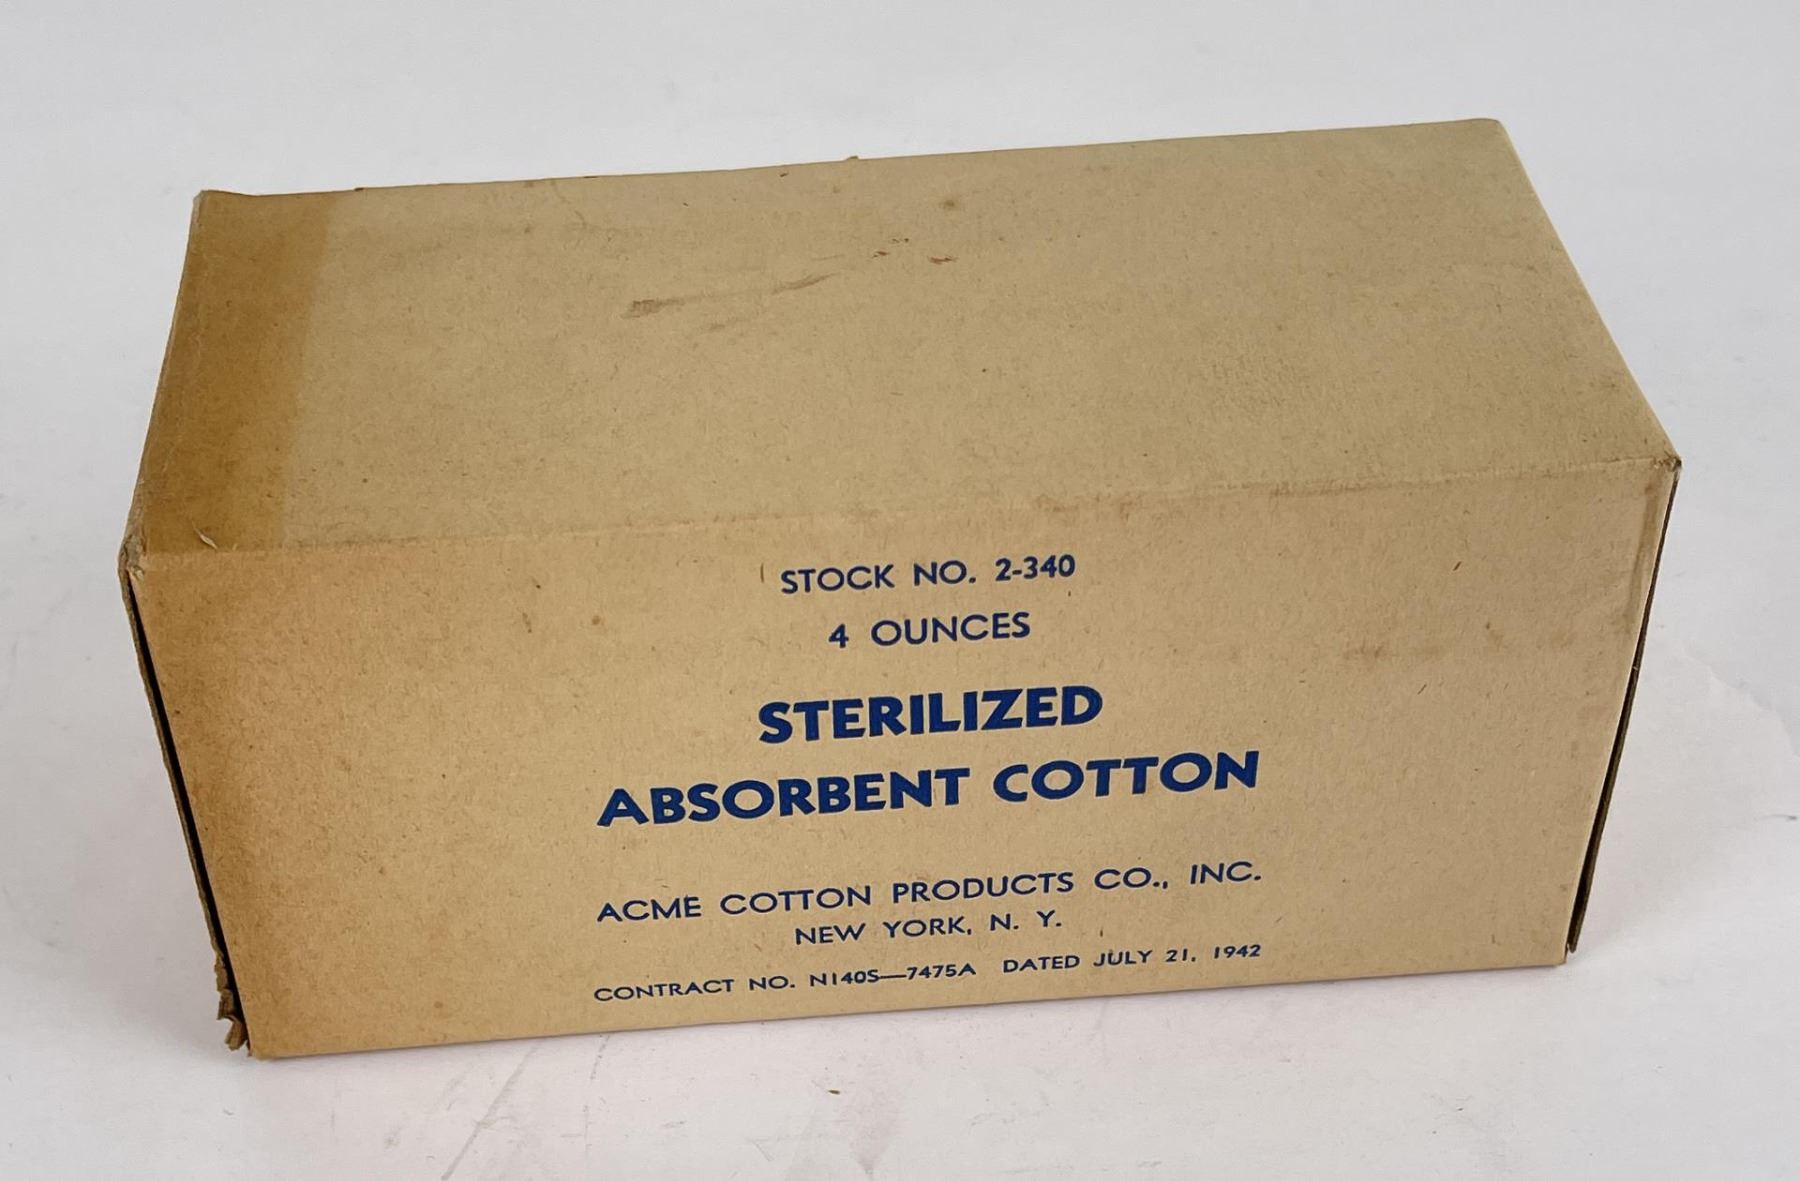 STOCK NO. 2-340
4 OUNCES
STERILIZED
ABSORBENT COTTON
ACME COTTON PRODUCTS CO., INC.
NEW YORK, N. Y.
CONTRACT NO. N140S—7475A DATED JULY 21, 1942